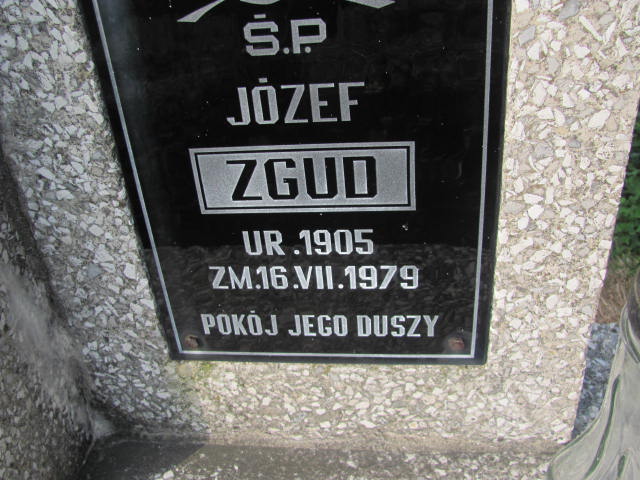 Ś.P.
JÓZEF
ZGUD
UR.1905
ZM.16.VII.1979
POKÓJ JEGO DUSZY